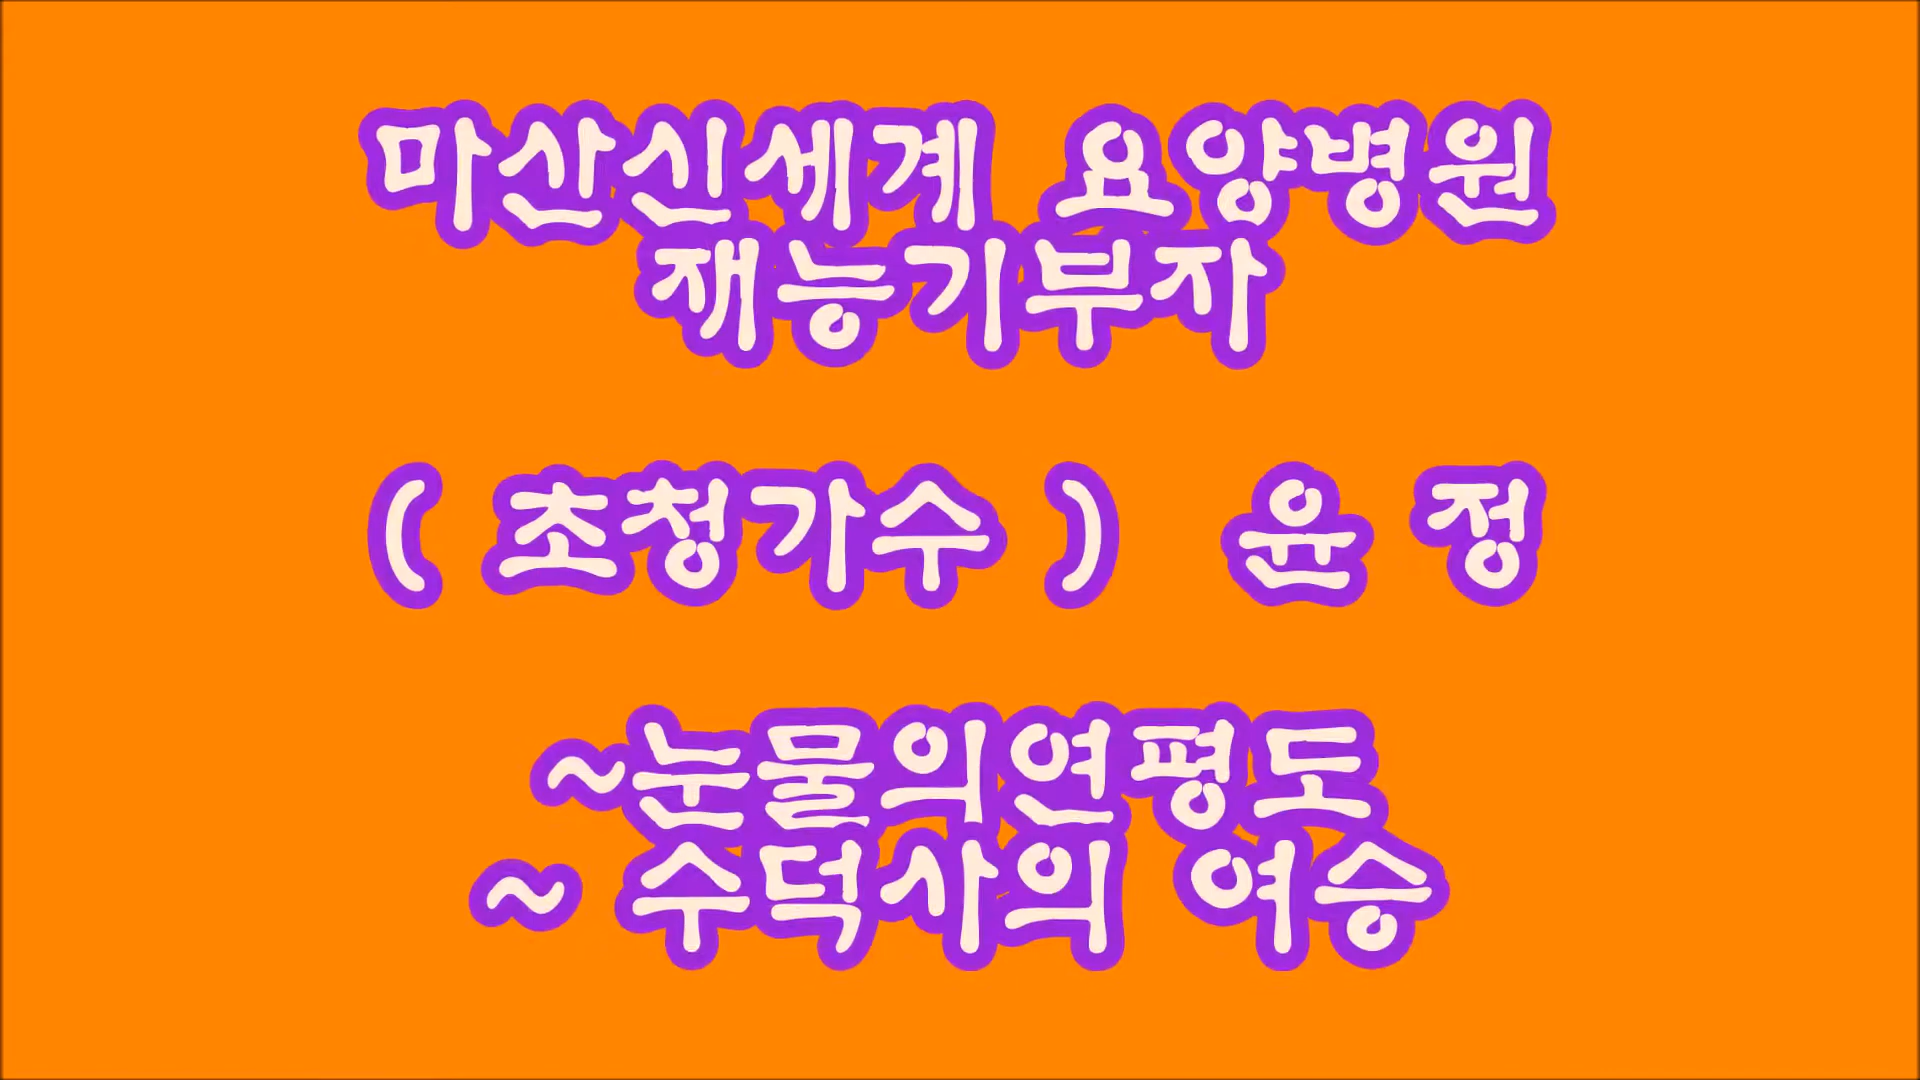 마산신세계 요양병원
재능기부자
( 초청가수 ) 윤 정
~눈물의연평도
~ 수덕사의 여승